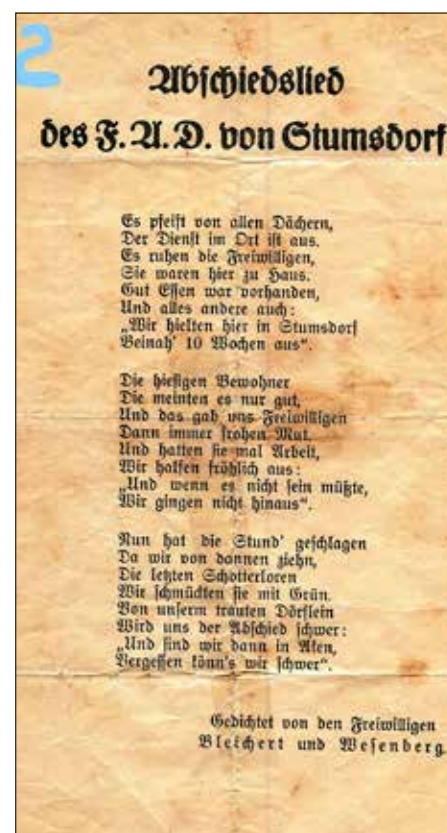 2
Abschiedslied
des F. A. D. von Stumsdorf
Es pfeift von allen Dächern,
Der Dienst im Ort ist aus.
Es ruhen die Freiwilligen,
Sie waren hier zu Haus.
Gut Essen war vorhanden,
Und alles andere auch:
„Wir hielten hier in Stumsdorf
Beinah' 10 Wochen aus“.
Die hiesigen Bewohner
Die meinten es nur gut,
Und das gab uns Freiwilligen
Dann immer frohen Mut.
Und hatten sie mal Arbeit,
Wir halfen fröhlich aus:
„Und wenn es nicht sein müßte,
Wir gingen nicht hinaus“.
Nun hat die Stund' geschlagen
Da wir von dannen ziehn,
Die letzten Schotterloren
Wir schmückten sie mit Grün.
Von unserm trauten Dörflein
Wird uns der Abschied schwer:
„Und sind wir dann in Aken,
Vergessen könn's wir schwer“.
Gedichtet von den Freiwilligen
Bleichert und Wesenberg.